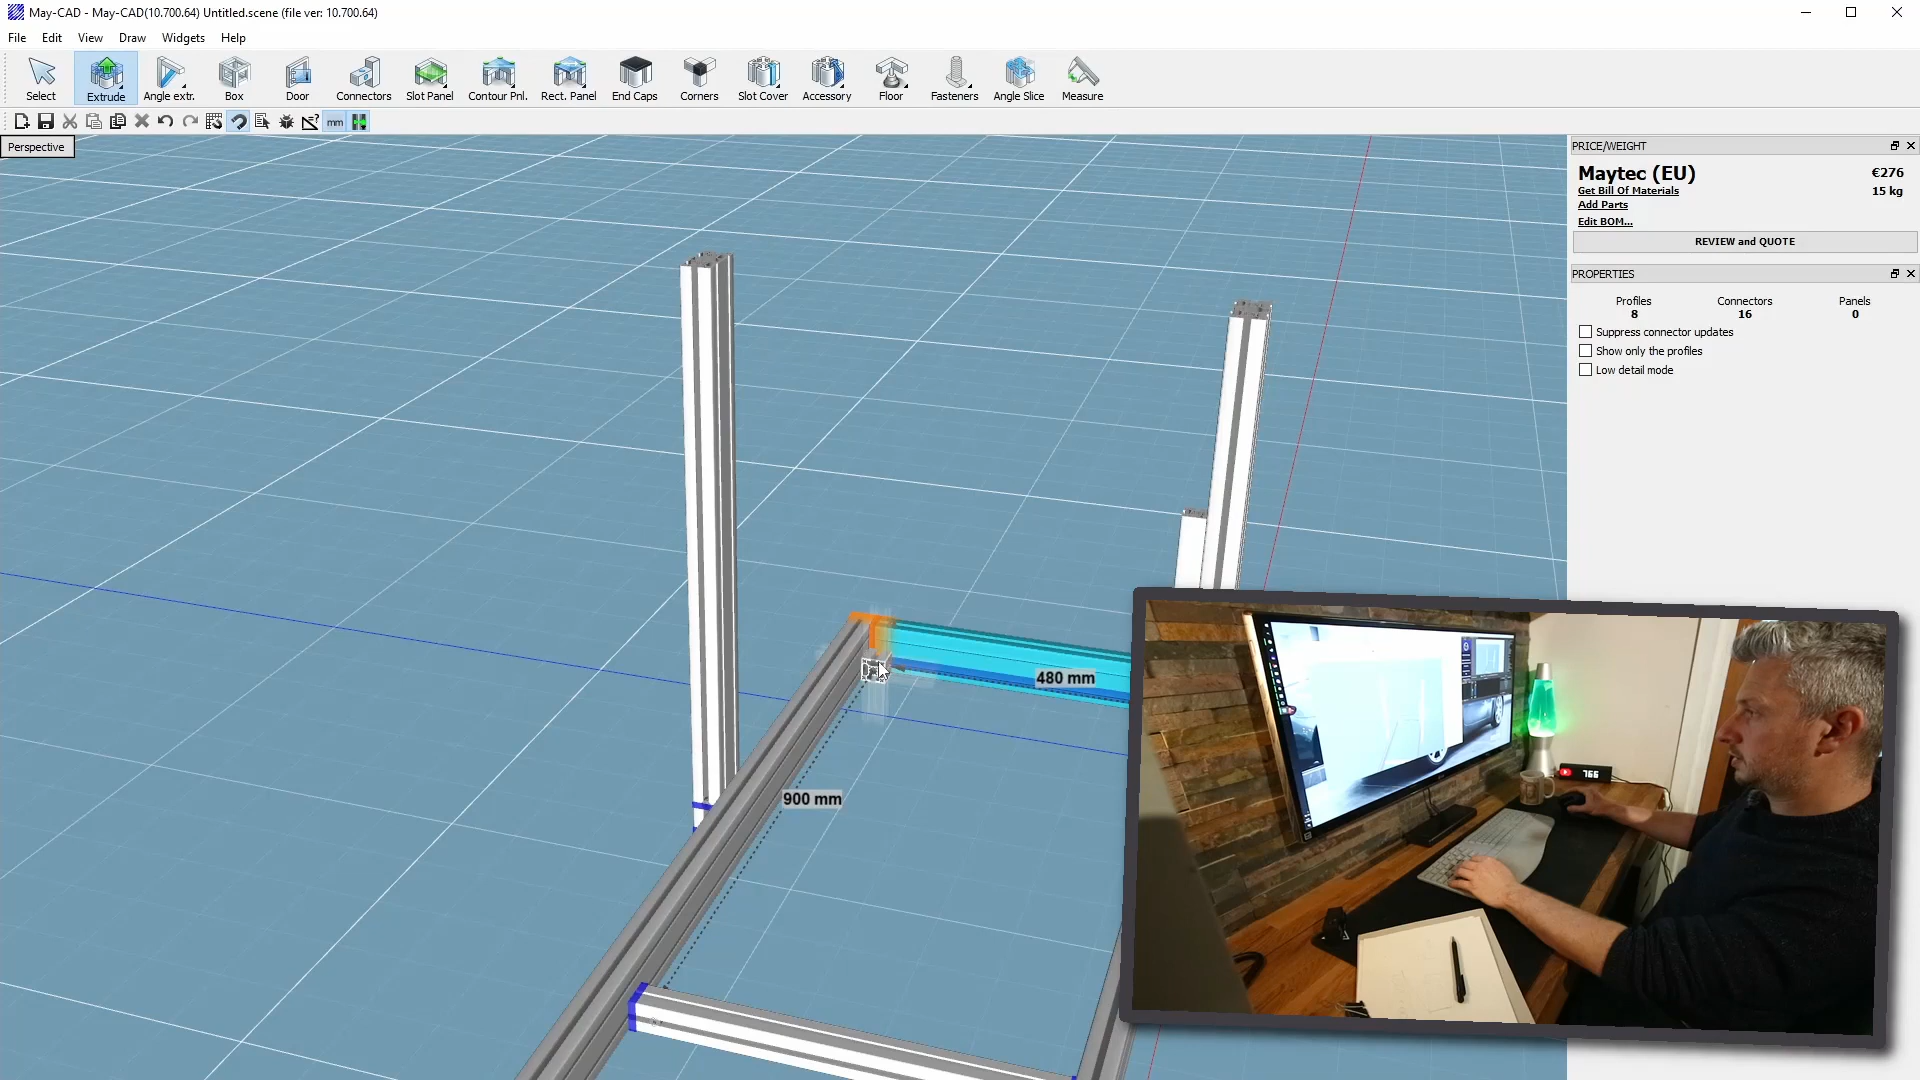 May-CAD - May-CAD(10.700.64) Untitled.scene (file ver: 10.700.64)
File Edit View Draw Widgets Help
Select Extrude Angle extr. Box Door Connectors Slot Panel Contour Pnl. Rect. Panel End Caps Corners Slot Cover Accessory Floor Fasteners Angle Slice Measure
mm
Perspective
PRICE/WEIGHT
Maytec (EU) €276
Get Bill Of Materials 15 kg
Add Parts
Edit BOM...
REVIEW and QUOTE
PROPERTIES
Profiles Connectors Panels
8 16 0
Suppress connector updates
Show only the profiles
Low detail mode
480 mm
900 mm
766